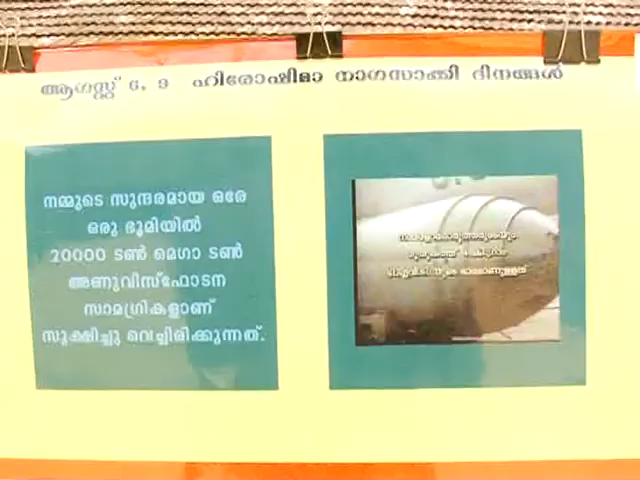 ആഗസ്റ്റ് 6, 9 ഹിരോഷിമാ നാഗസാക്കി ദിനങ്ങൾ
നമ്മുടെ സുന്ദരമായ ഒരേ
ഒരു ഭൂമിയിൽ
20000 ടൺ മെഗാ ടൺ
അണുവിസ്ഫോടന
സാമഗ്രികളാണ്
സൂക്ഷിച്ചു വെച്ചിരിക്കുന്നത്.